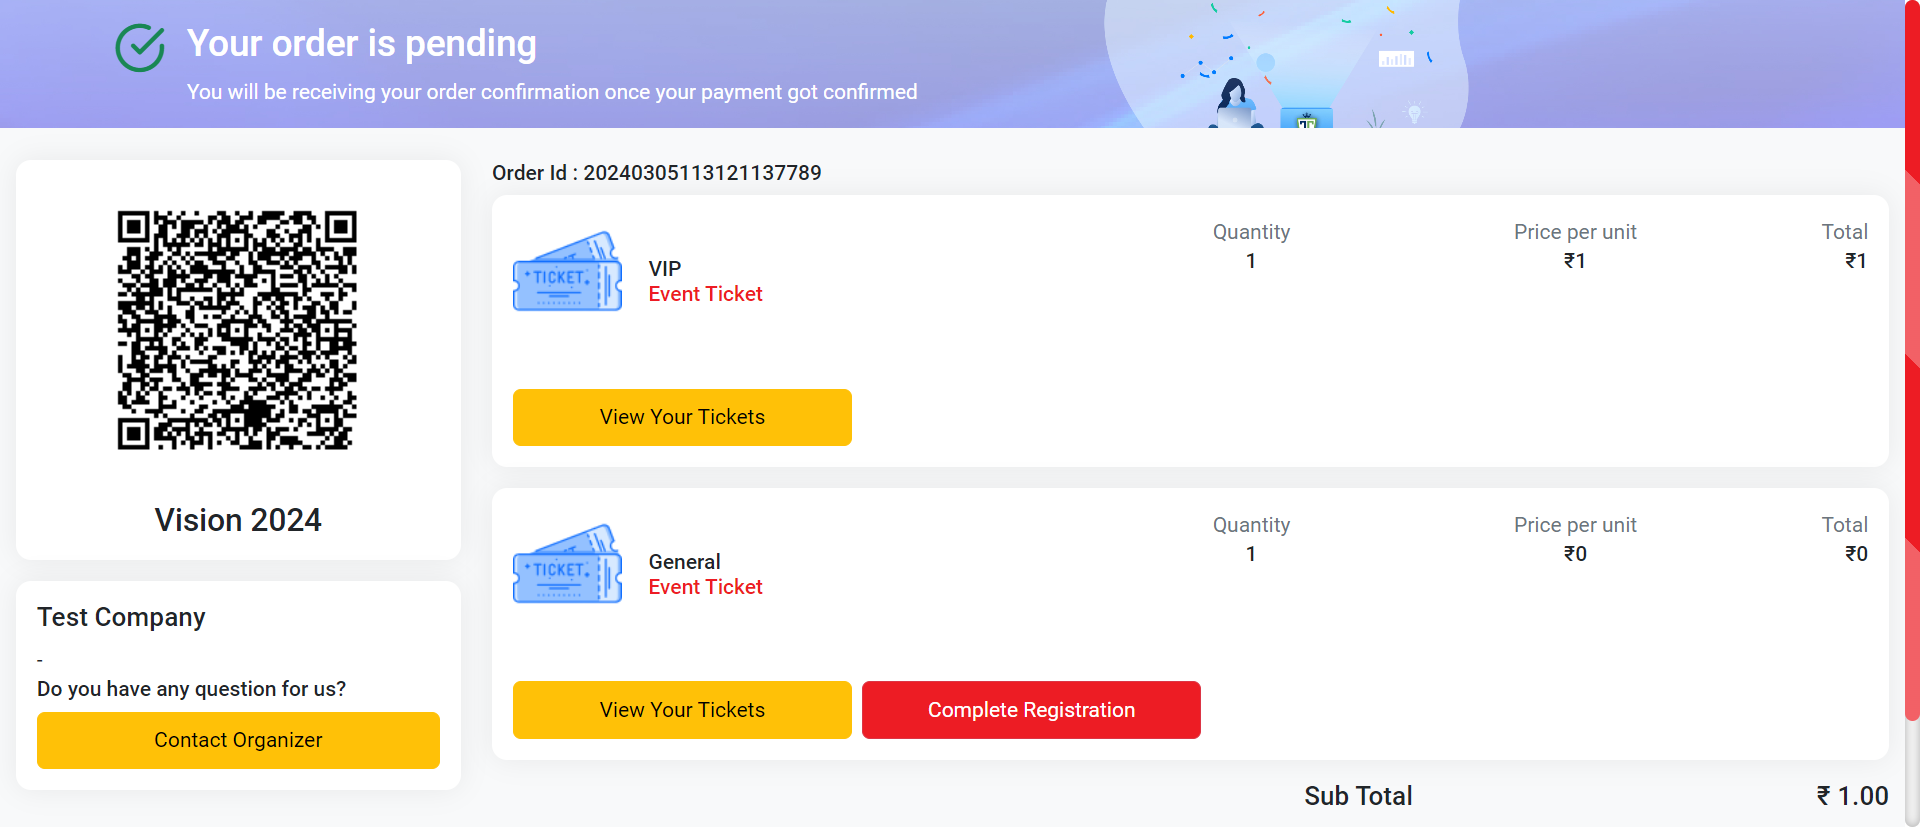 Your order is pending
You will be receiving your order confirmation once your payment got confirmed
Vision 2024
Test Company
-
Do you have any question for us?
Contact Organizer
Order Id : 20240305113121137789
TICKET
VIP
Event Ticket
Quantity
1
Price per unit
₹1
Total
₹1
View Your Tickets
TICKET
General
Event Ticket
Quantity
1
Price per unit
₹0
Total
₹0
View Your Tickets
Complete Registration
Sub Total
₹ 1.00